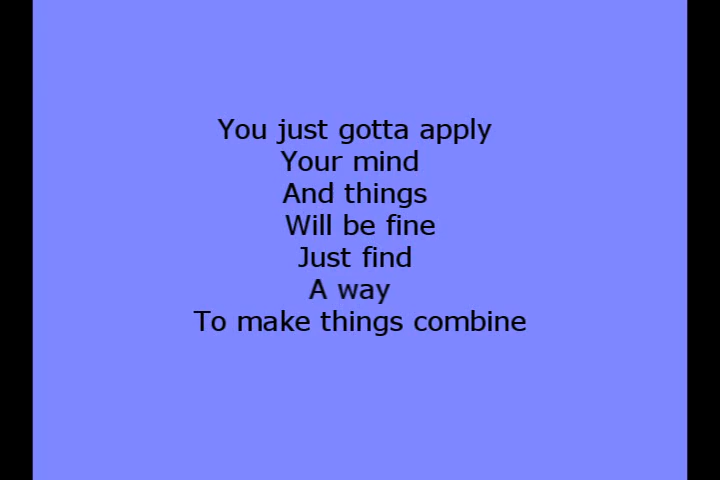 You just gotta apply
Your mind
And things
Will be fine
Just find
A way
To make things combine